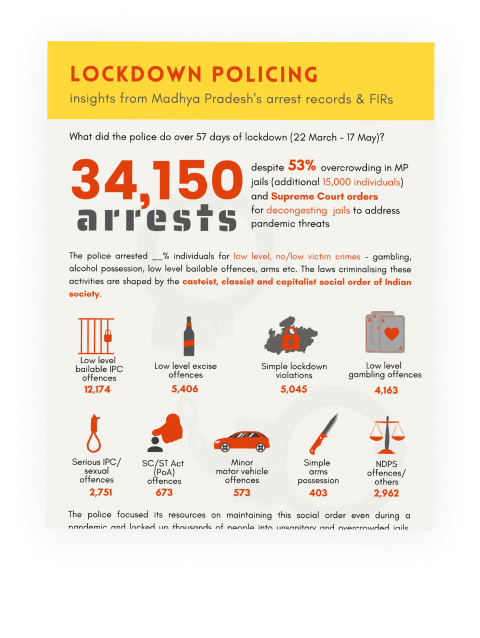 LOCKDOWN POLICING
insights from Madhya Pradesh's arrest records & FIRs
What did the police do over 57 days of lockdown (22 March - 17 May)?
34,150
arrests
despite 53% overcrowding in MP
jails (additional 15,000 individuals)
and Supreme Court orders
for decongesting jails to address
pandemic threats
The police arrested __% individuals for low level, no/low victim crimes - gambling,
alcohol possession, low level bailable offences, arms etc. The laws criminalising these
activities are shaped by the casteist, classist and capitalist social order of Indian
society.
Low level
bailable IPC
offences
12,174
Low level excise
offences
5,406
Simple lockdown
violations
5,045
Low level
gambling offences
4,163
Serious IPC/
sexual
offences
2,751
SC/ST Act
(PoA)
offences
673
Minor
motor vehicle
offences
573
Simple
arms
possession
403
NDPS
offences/
others
2,962
The police focused its resources on maintaining this social order even during a
pandemic and locked up thousands of people into unsanitary and overcrowded jails.